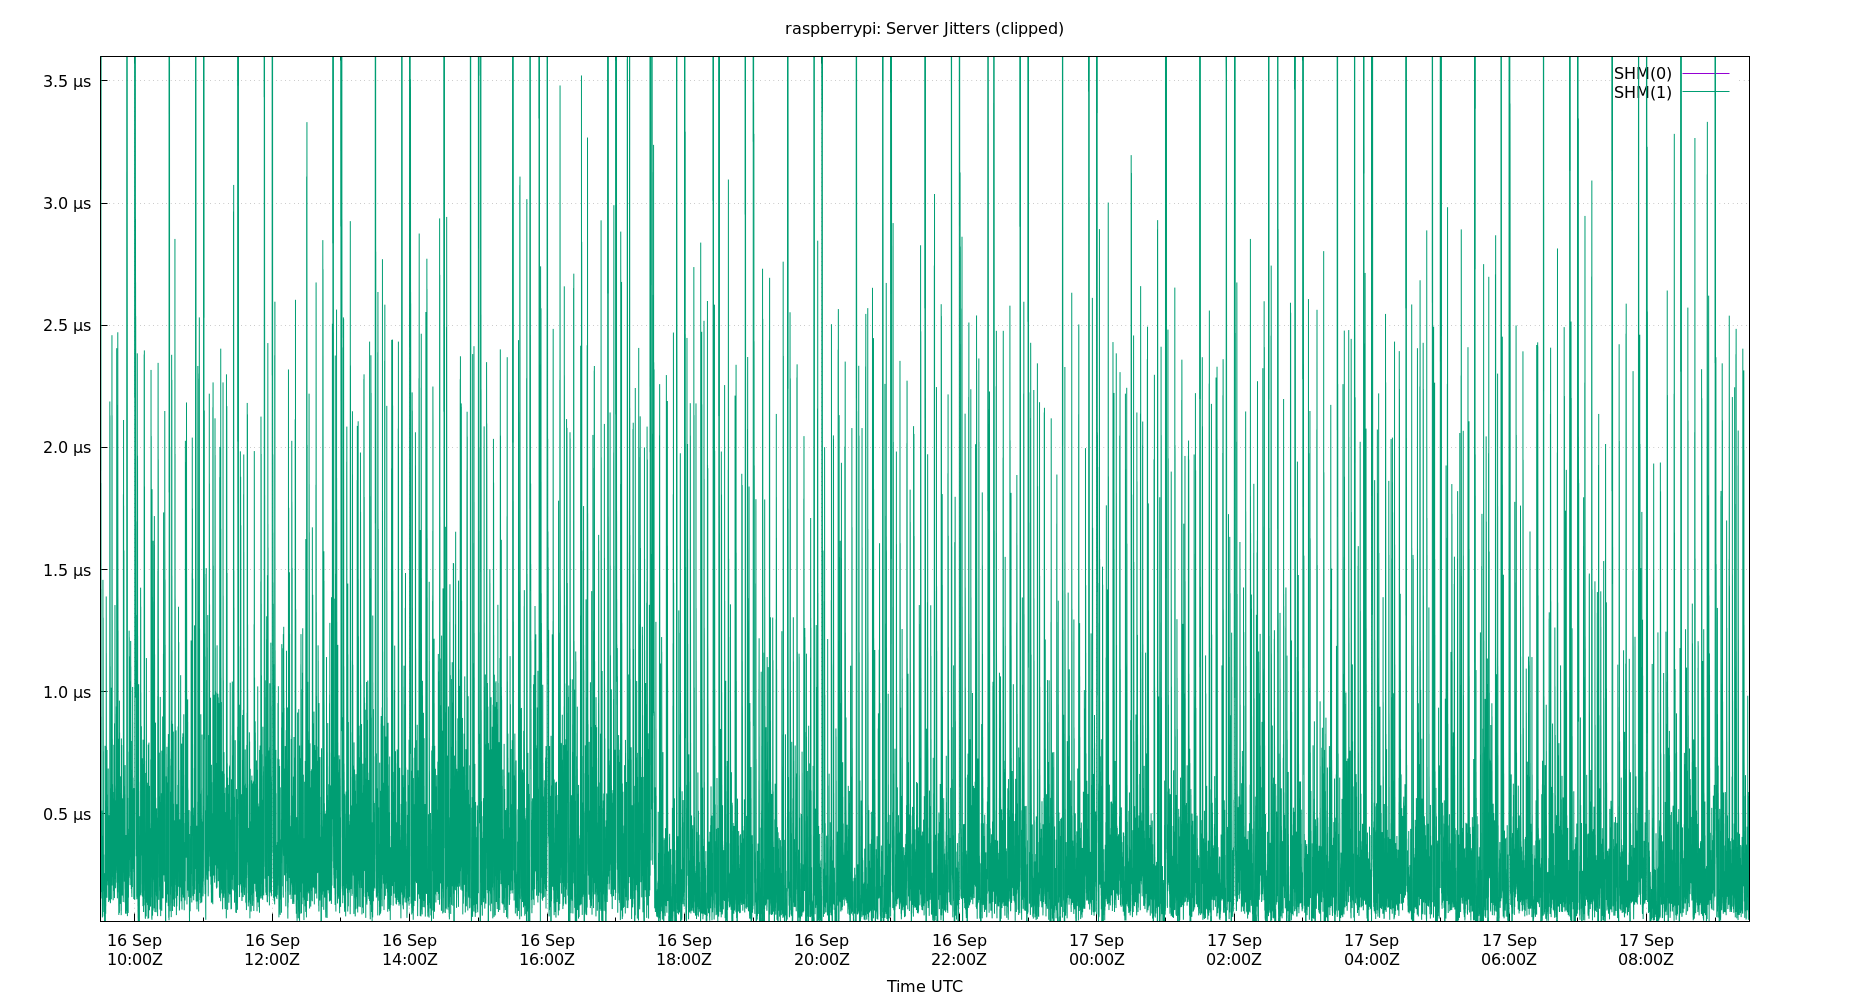 raspberrypi: Server Jitters (clipped)
SHM(0)
SHM(1)
3.5 µs
3.0 µs
2.5 µs
2.0 µs
1.5 µs
1.0 µs
0.5 µs
16 Sep 16 Sep 16 Sep 16 Sep 16 Sep 16 Sep 16 Sep 17 Sep 17 Sep 17 Sep 17 Sep 17 Sep
10:00Z 12:00Z 14:00Z 16:00Z 18:00Z 20:00Z 22:00Z 00:00Z 02:00Z 04:00Z 06:00Z 08:00Z
Time UTC